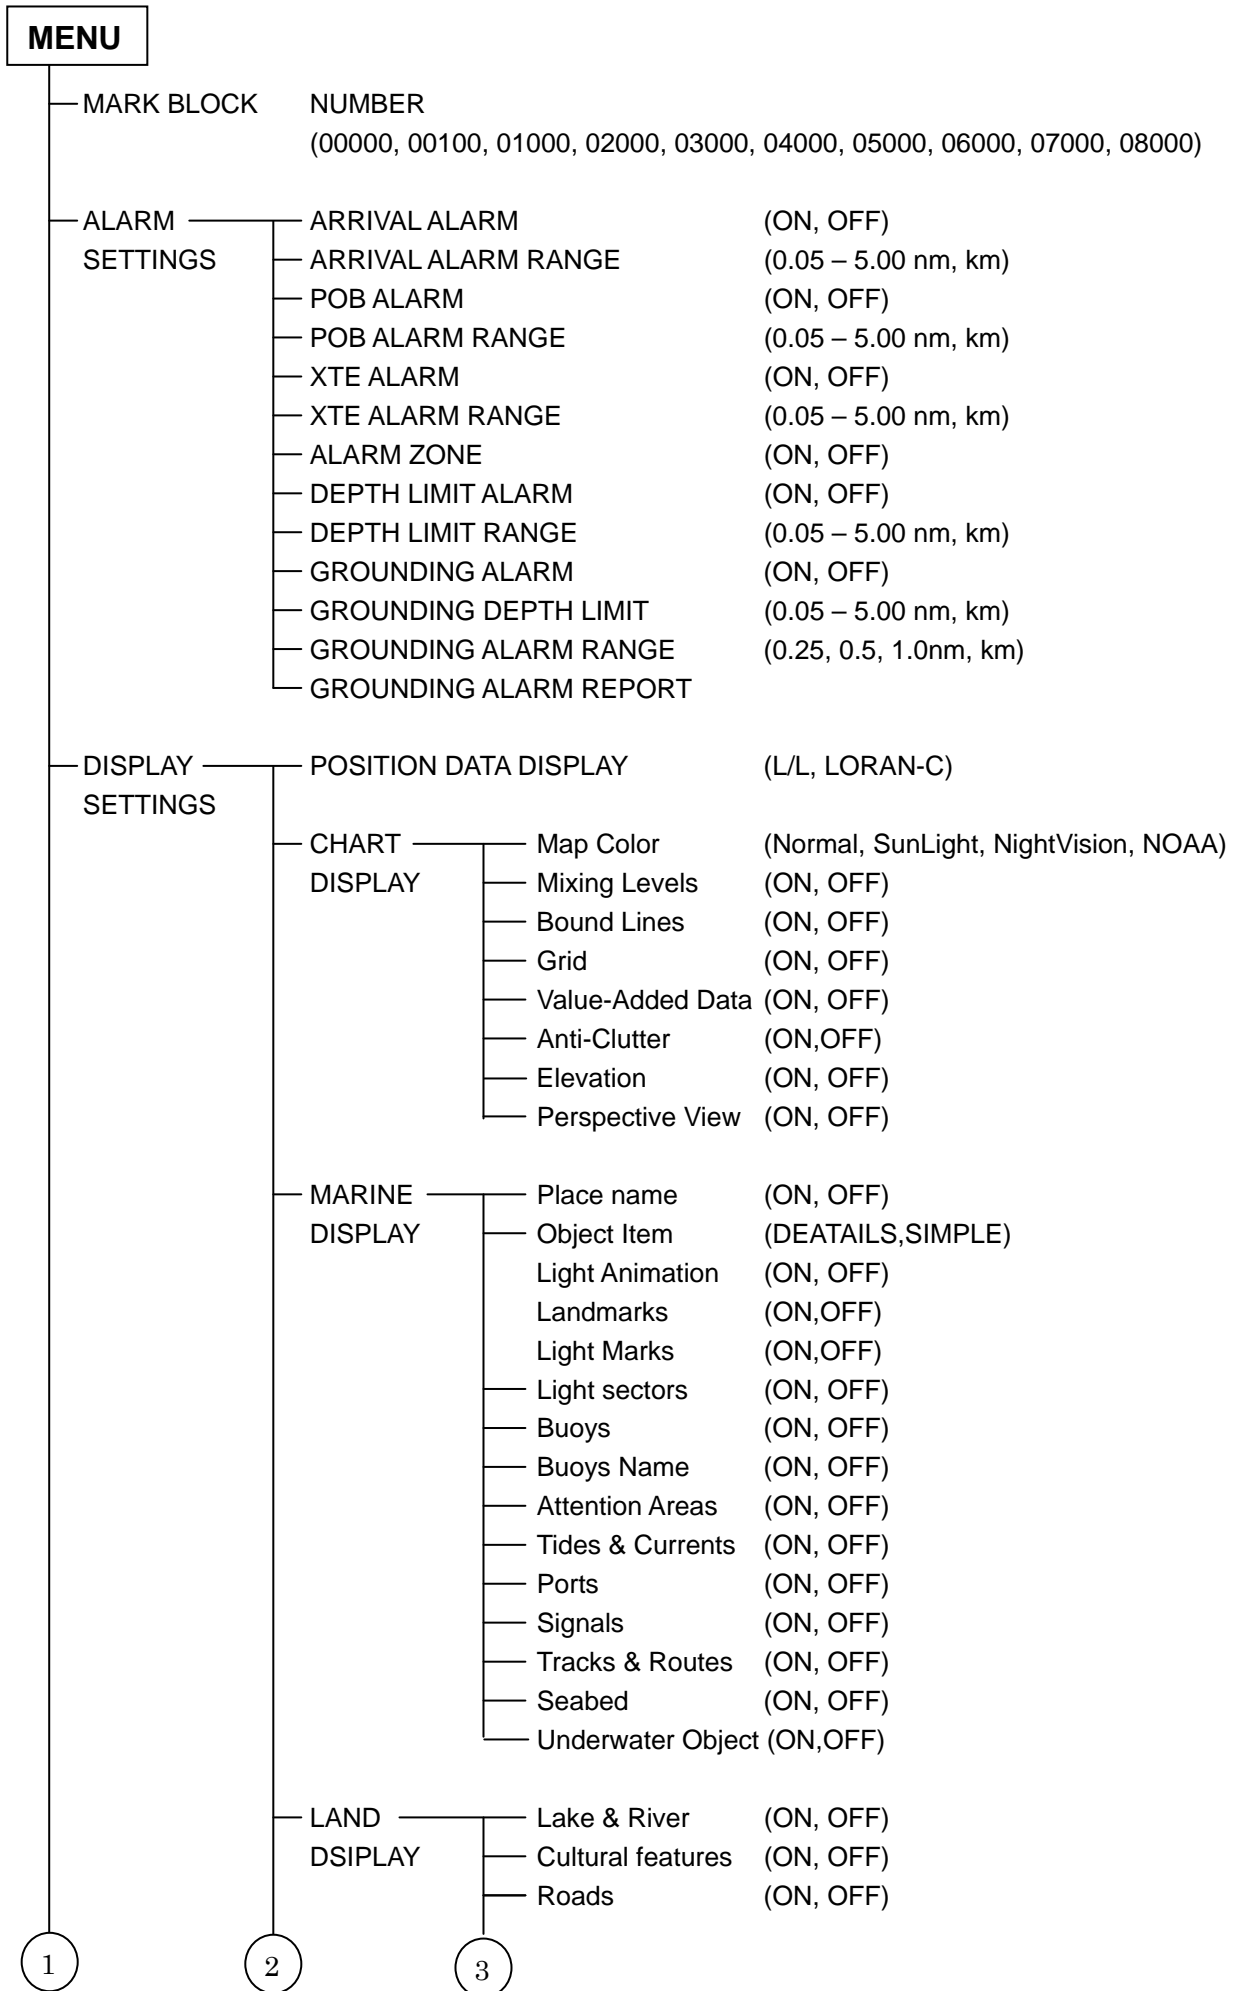 MENU
MARK BLOCK NUMBER
(00000, 00100, 01000, 02000, 03000, 04000, 05000, 06000, 07000, 08000)
ALARM ARRIVAL ALARM (ON, OFF)
SETTINGS ARRIVAL ALARM RANGE (0.05 – 5.00 nm, km)
POB ALARM (ON, OFF)
POB ALARM RANGE (0.05 – 5.00 nm, km)
XTE ALARM (ON, OFF)
XTE ALARM RANGE (0.05 – 5.00 nm, km)
ALARM ZONE (ON, OFF)
DEPTH LIMIT ALARM (ON, OFF)
DEPTH LIMIT RANGE (0.05 – 5.00 nm, km)
GROUNDING ALARM (ON, OFF)
GROUNDING DEPTH LIMIT (0.05 – 5.00 nm, km)
GROUNDING ALARM RANGE (0.25, 0.5, 1.0nm, km)
GROUNDING ALARM REPORT
DISPLAY POSITION DATA DISPLAY (L/L, LORAN-C)
SETTINGS
CHART Map Color (Normal, SunLight, NightVision, NOAA)
DISPLAY Mixing Levels (ON, OFF)
Bound Lines (ON, OFF)
Grid (ON, OFF)
Value-Added Data (ON, OFF)
Anti-Clutter (ON,OFF)
Elevation (ON, OFF)
Perspective View (ON, OFF)
MARINE Place name (ON, OFF)
DISPLAY Object Item (DEATAILS,SIMPLE)
Light Animation (ON, OFF)
Landmarks (ON,OFF)
Light Marks (ON,OFF)
Light sectors (ON, OFF)
Buoys (ON, OFF)
Buoys Name (ON, OFF)
Attention Areas (ON, OFF)
Tides & Currents (ON, OFF)
Ports (ON, OFF)
Signals (ON, OFF)
Tracks & Routes (ON, OFF)
Seabed (ON, OFF)
Underwater Object (ON,OFF)
LAND Lake & River (ON, OFF)
DSIPLAY Cultural features (ON, OFF)
Roads (ON, OFF)
1 2 3